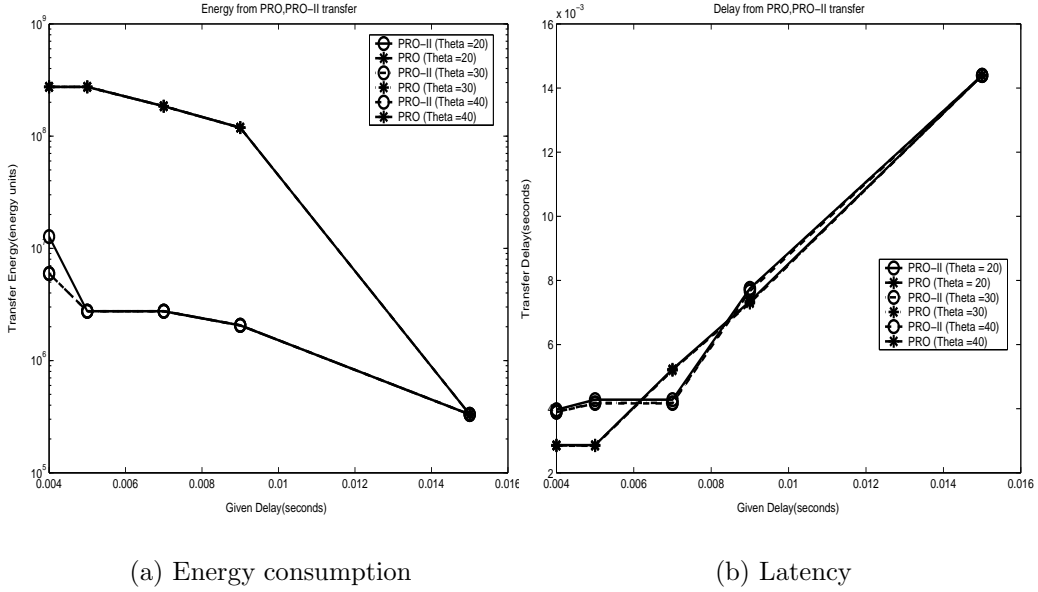 Energy from PRO,PRO−II transfer
10^9
10^8
10^7
10^6
10^5
Transfer Energy(energy units)
PRO−II (Theta =20)
PRO (Theta =20)
PRO−II (Theta =30)
PRO (Theta =30)
PRO−II (Theta =40)
PRO (Theta =40)
0.004
0.006
0.008
0.01
0.012
0.014
0.016
Given Delay(seconds)
(a) Energy consumption
Delay from PRO,PRO−II transfer
x 10^−3
16
14
12
10
8
6
4
2
Transfer Delay(seconds)
PRO−II (Theta = 20)
PRO (Theta = 20)
PRO−II (Theta =30)
PRO (Theta =30)
PRO−II (Theta =40)
PRO (Theta =40)
0.004
0.006
0.008
0.01
0.012
0.014
0.016
Given Delay(seconds)
(b) Latency